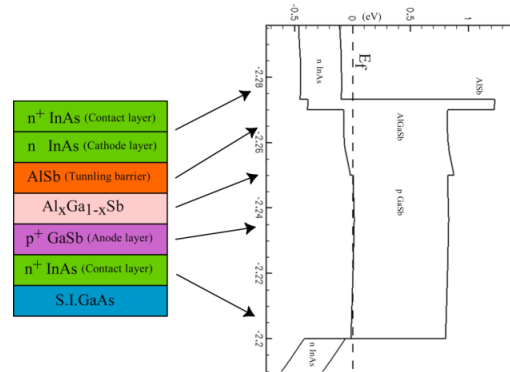 n+ InAs (Contact layer)
n InAs (Cathode layer)
AlSb (Tunnling barrier)
AlxGa1-xSb
p+ GaSb (Anode layer)
n+ InAs (Contact layer)
S.I.GaAs
-0.5
0
(eV)
0.5
1
Ef
n InAs
AlSb
AlGaSb
p GaSb
n InAs
-2.28
-2.26
-2.24
-2.22
-2.2